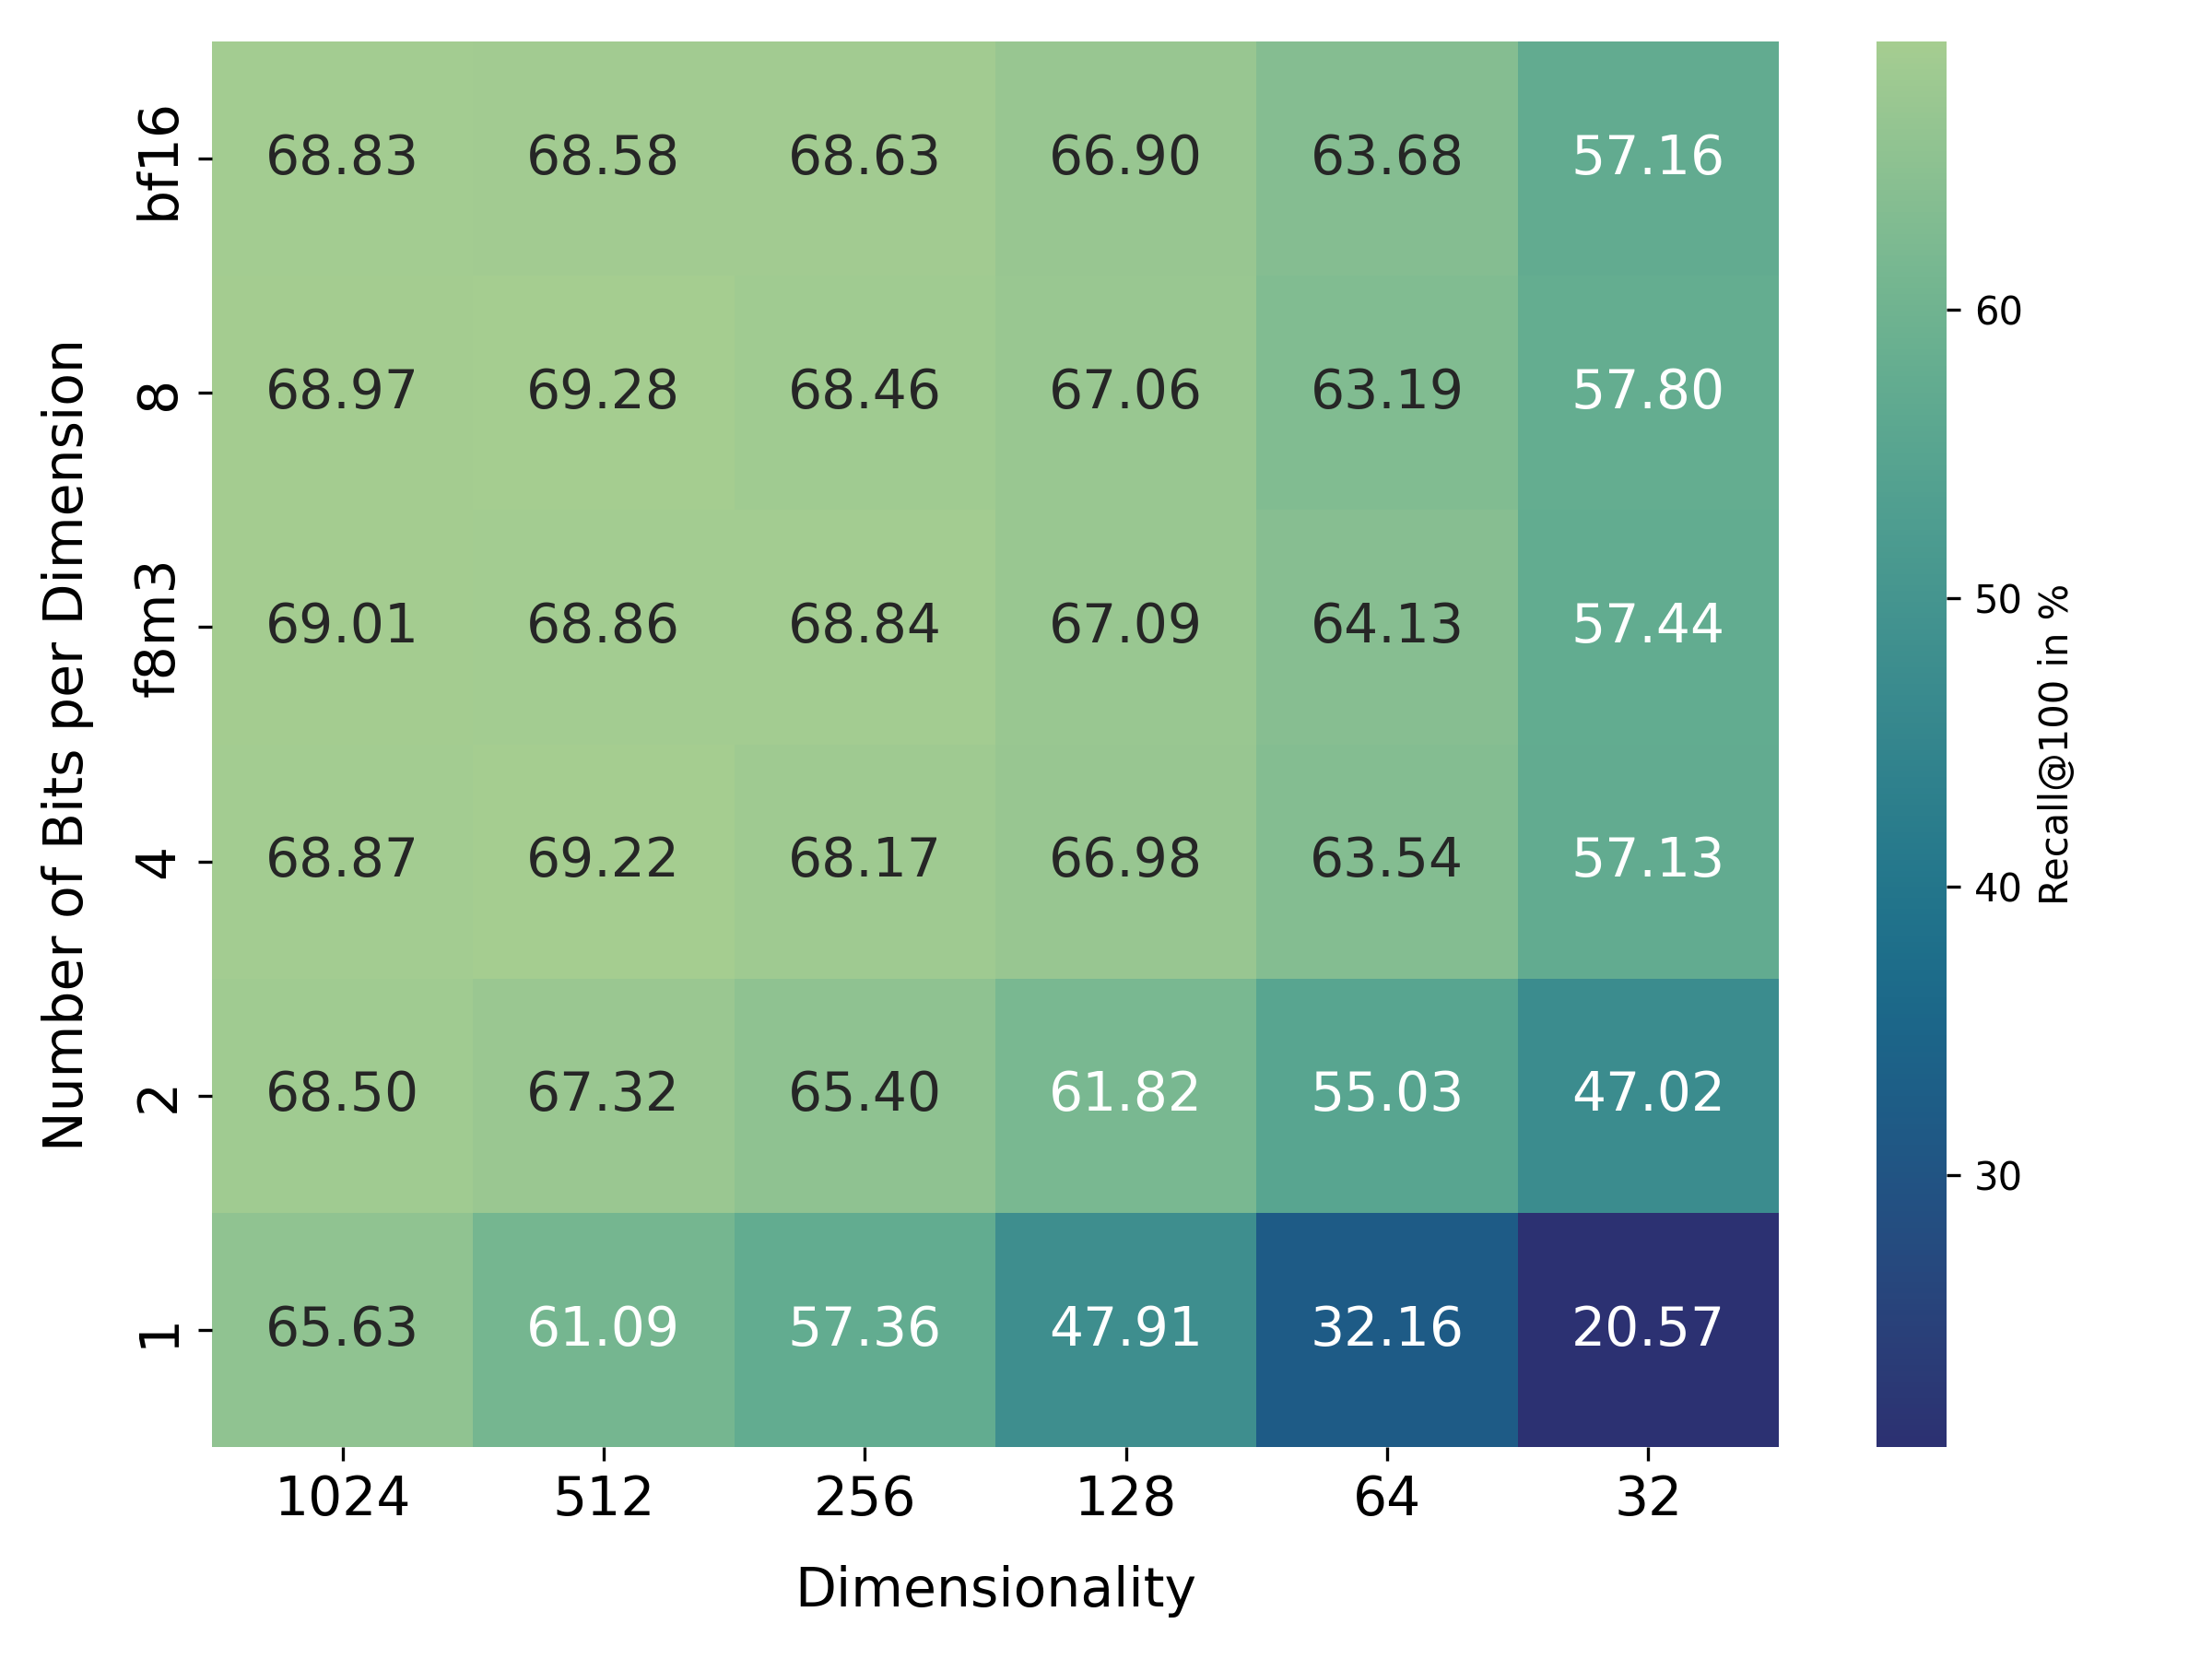 Number of Bits per Dimension
bf16 68.83 68.58 68.63 66.90 63.68 57.16
8 68.97 69.28 68.46 67.06 63.19 57.80
f8m3 69.01 68.86 68.84 67.09 64.13 57.44
4 68.87 69.22 68.17 66.98 63.54 57.13
2 68.50 67.32 65.40 61.82 55.03 47.02
1 65.63 61.09 57.36 47.91 32.16 20.57
1024 512 256 128 64 32
Dimensionality
60
50
40
30
Recall@100 in %